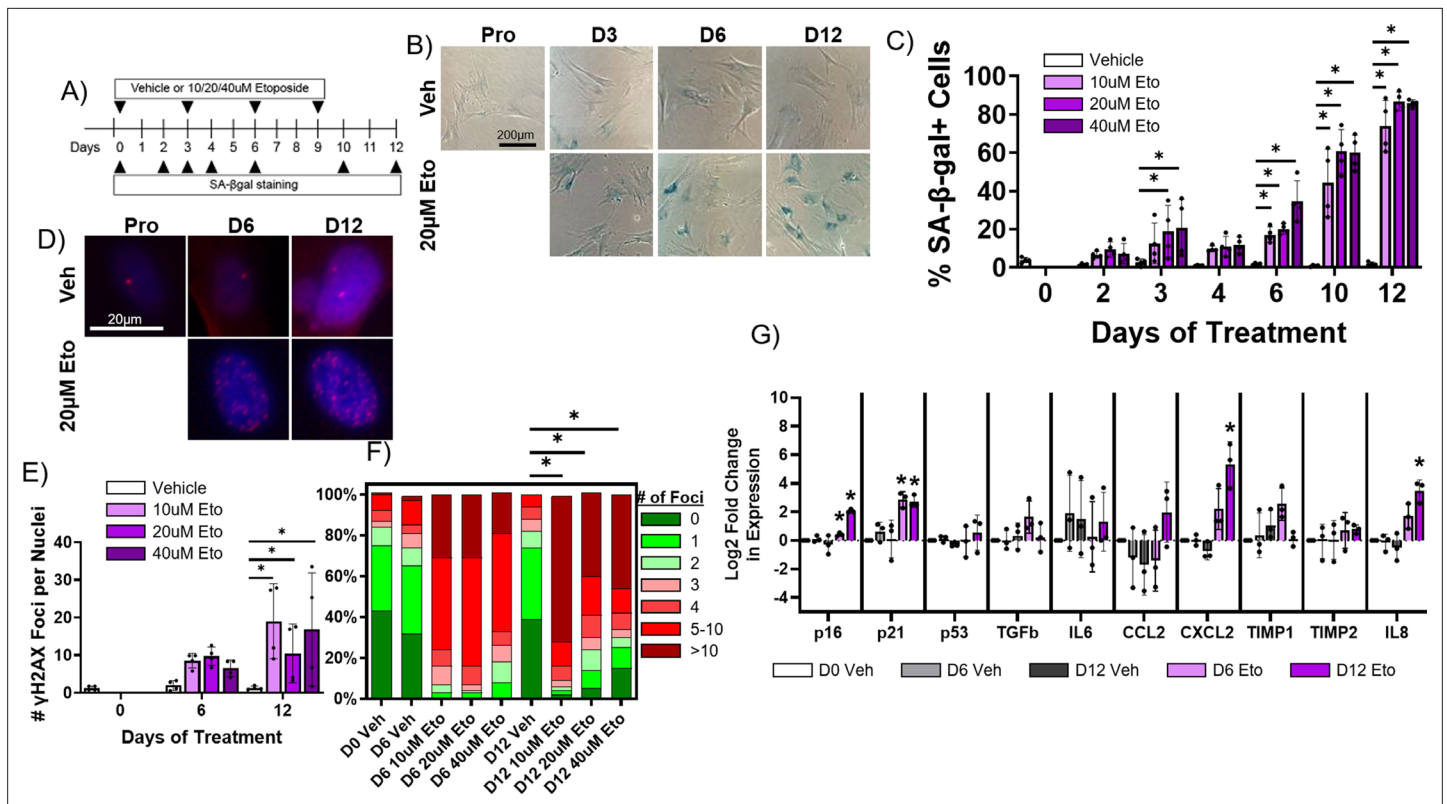 A)
Vehicle or 10/20/40uM Etoposide
Days 0 1 2 3 4 5 6 7 8 9 10 11 12
SA-βgal staining
B)
Pro D3 D6 D12
Veh
200µm
20µM Eto
C)
% SA-β-gal+ Cells
Vehicle
10uM Eto
20uM Eto
40uM Eto
* * * * * * * * * * *
100
80
60
40
20
0
0 2 3 4 6 10 12
Days of Treatment
D)
Pro D6 D12
Veh
20µm
20µM Eto
E)
Vehicle
10uM Eto
20uM Eto
40uM Eto
# γH2AX Foci per Nuclei
40
30
20
10
0
* * *
0 6 12
Days of Treatment
F)
* * *
100%
80%
60%
40%
20%
0%
# of Foci
0
1
2
3
4
5-10
>10
D0 Veh
D6 Veh
D6 10uM Eto
D6 20uM Eto
D6 40uM Eto
D12 Veh
D12 10uM Eto
D12 20uM Eto
D12 40uM Eto
G)
Log2 Fold Change
in Expression
10
8
6
4
2
0
-2
-4
* * * * * *
p16 p21 p53 TGFb IL6 CCL2 CXCL2 TIMP1 TIMP2 IL8
D0 Veh D6 Veh D12 Veh D6 Eto D12 Eto